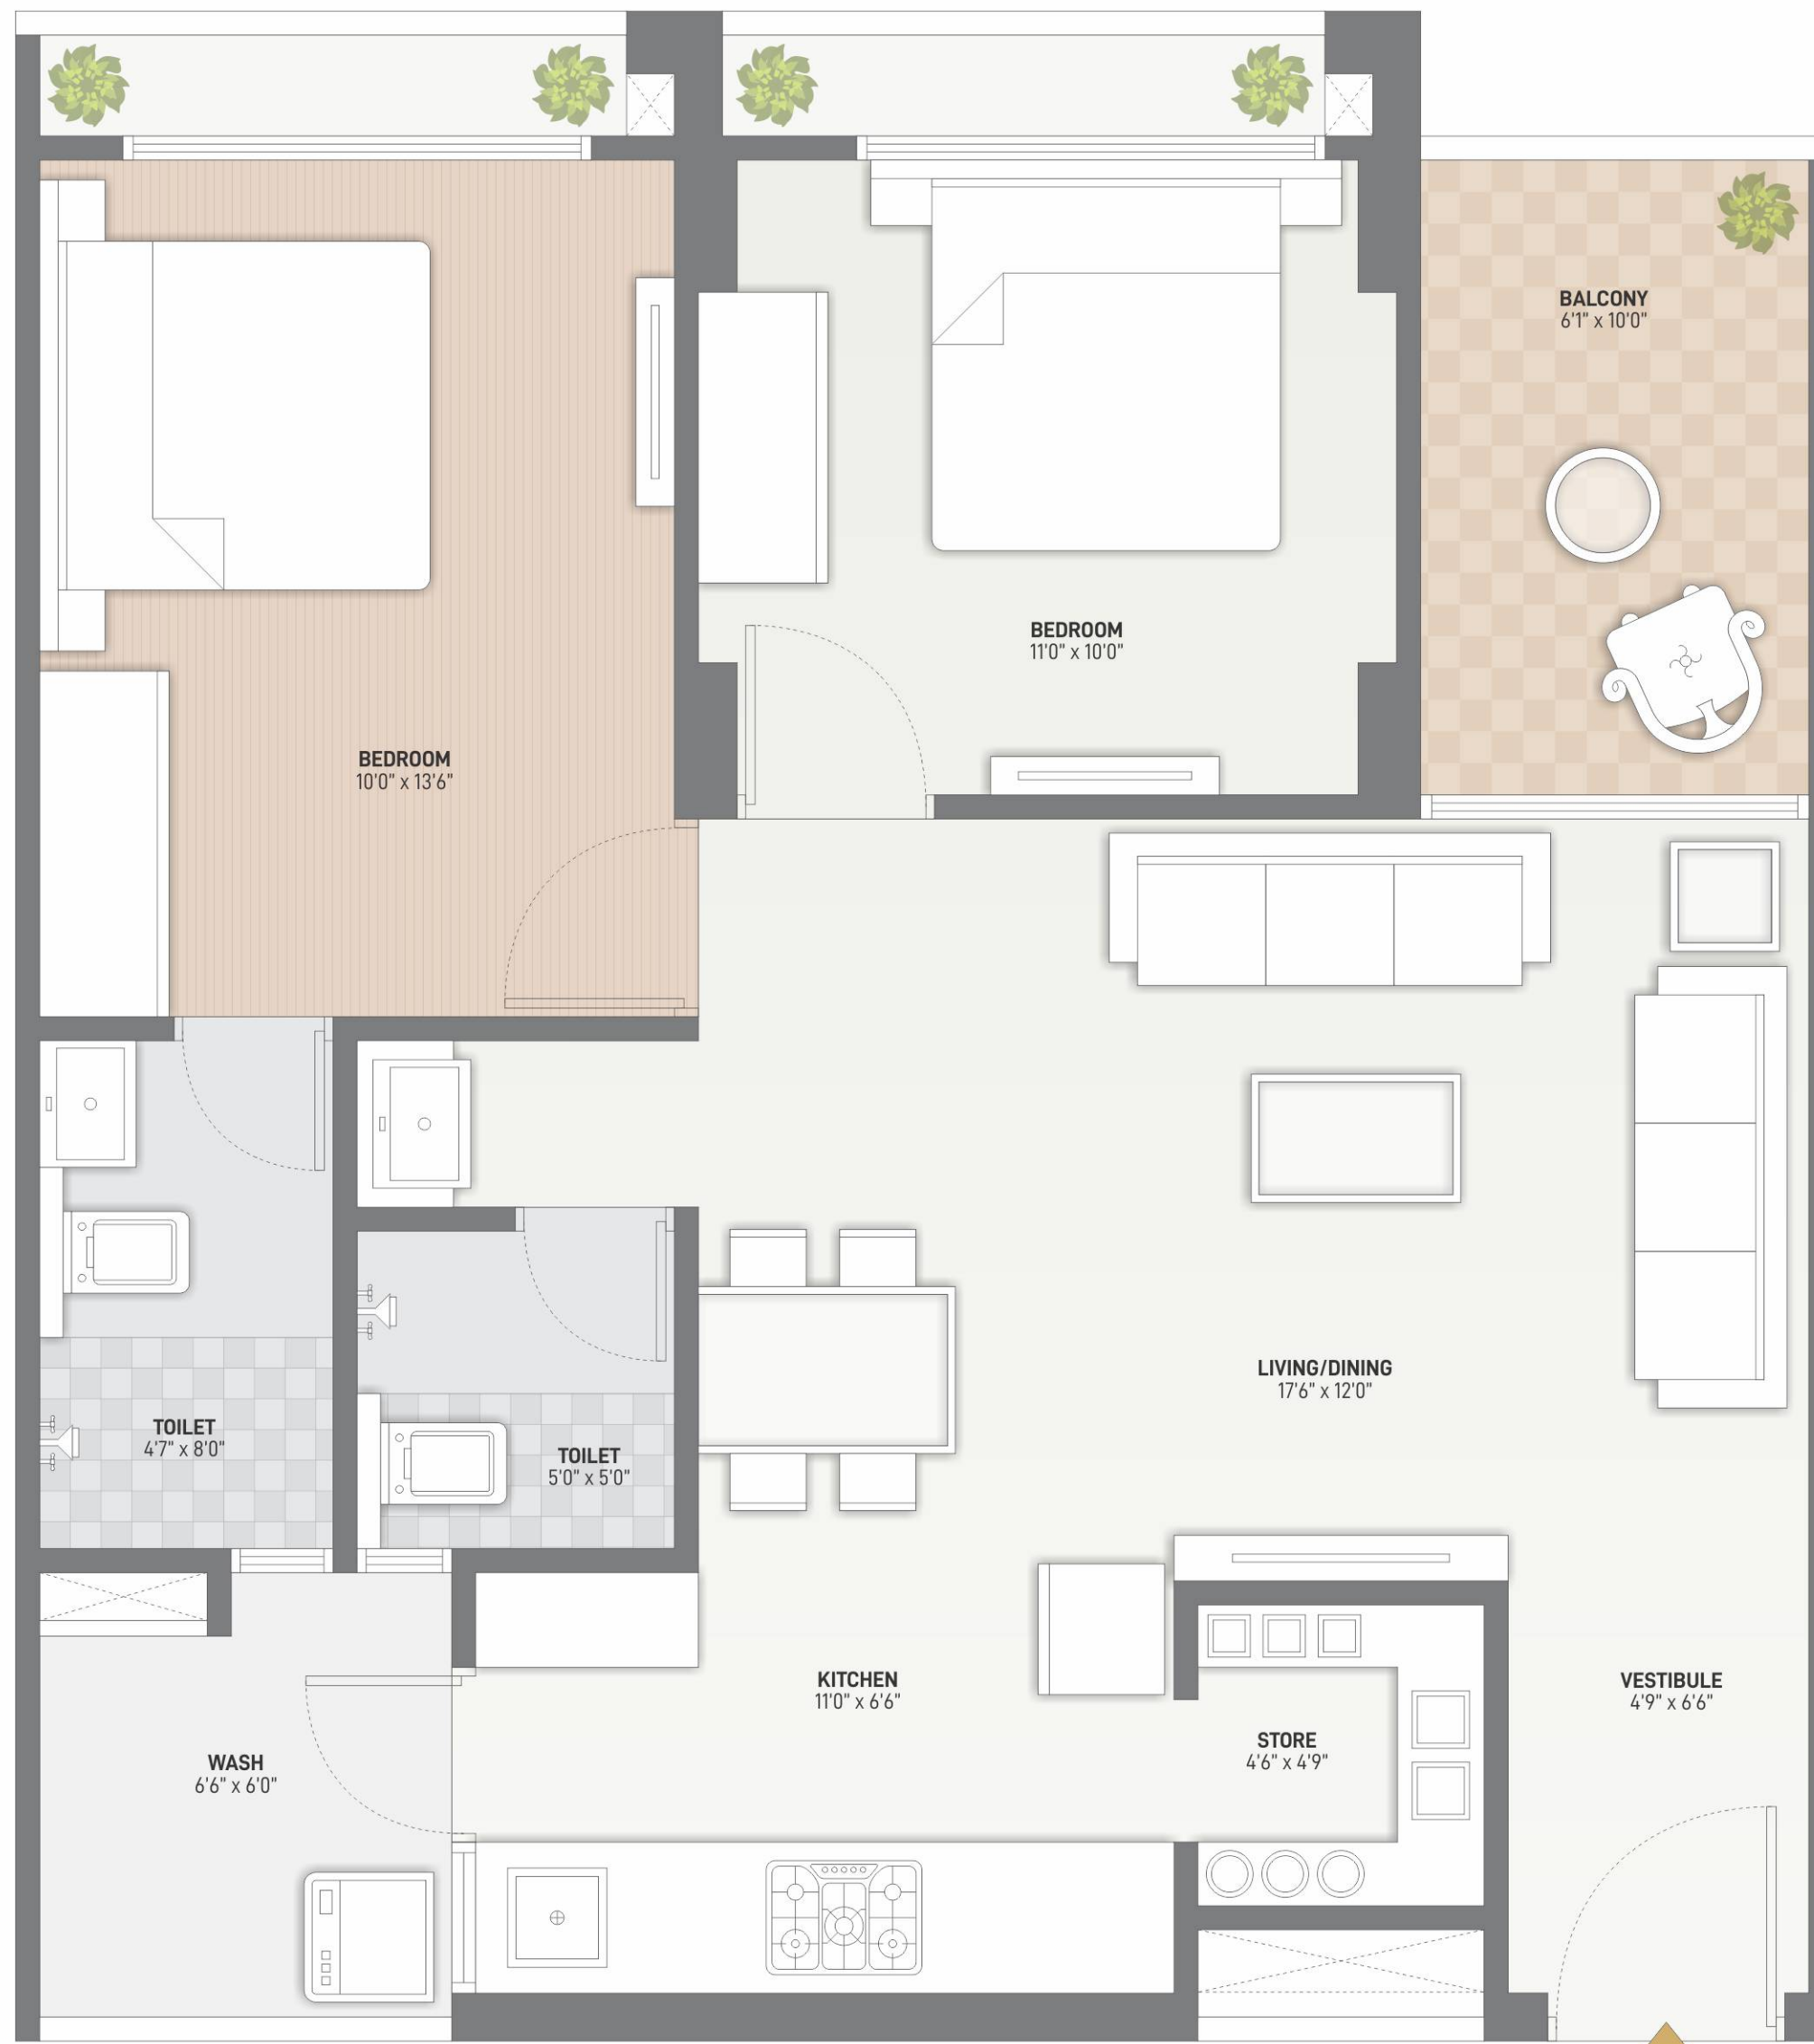 BALCONY
6'1" x 10'0"
BEDROOM
11'0" x 10'0"
BEDROOM
10'0" x 13'6"
LIVING/DINING
17'6" x 12'0"
TOILET
4'7" x 8'0"
TOILET
5'0" x 5'0"
KITCHEN
11'0" x 6'6"
VESTIBULE
4'9" x 6'6"
STORE
4'6" x 4'9"
WASH
6'6" x 6'0"